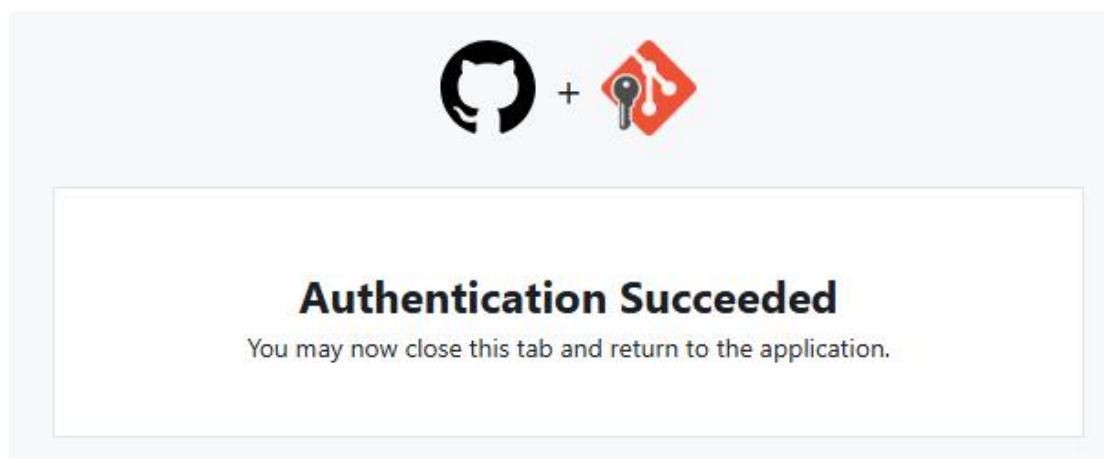 +
Authentication Succeeded
You may now close this tab and return to the application.